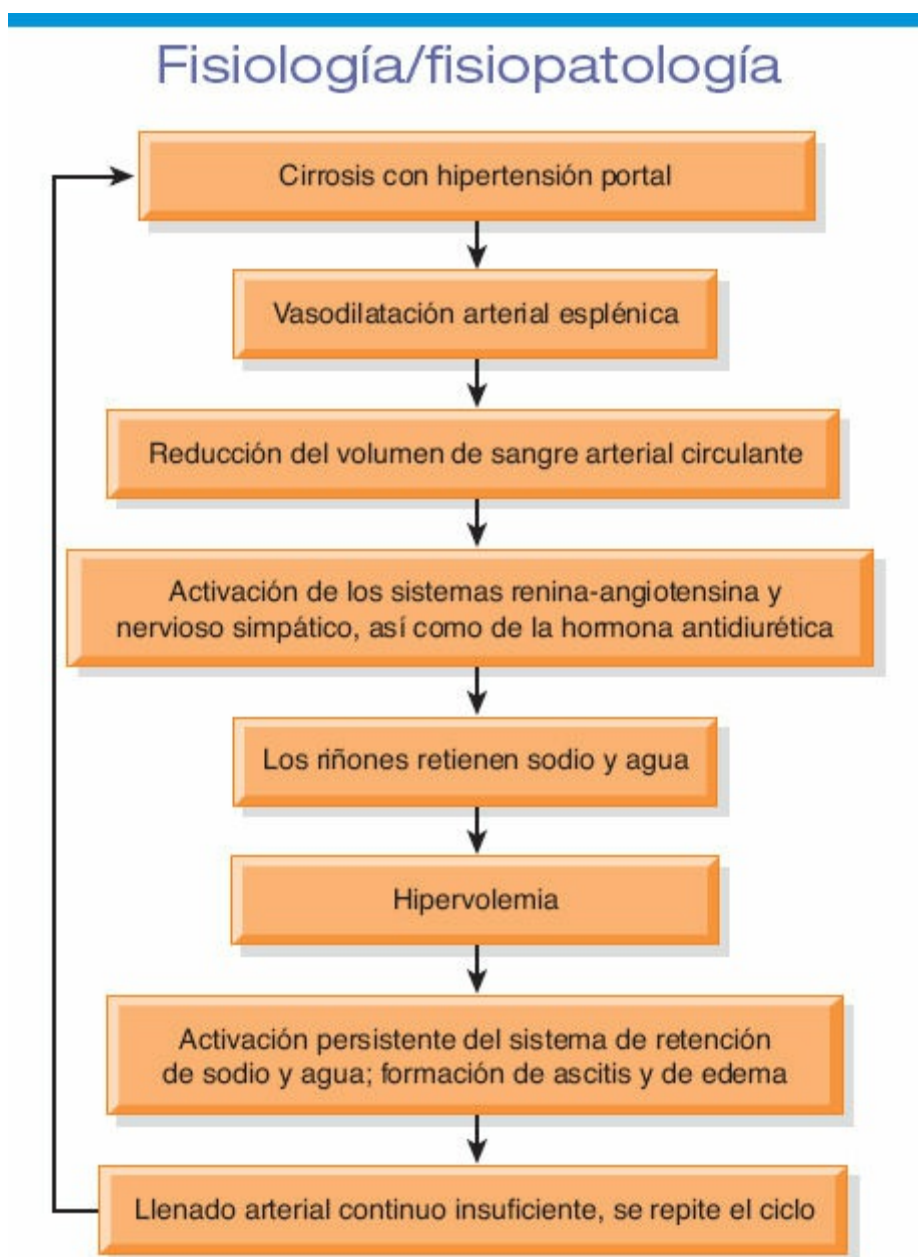 Fisiología/fisiopatología
Cirrosis con hipertensión portal
Vasodilatación arterial esplénica
Reducción del volumen de sangre arterial circulante
Activación de los sistemas renina-angiotensina y
nervioso simpático, así como de la hormona antidiurética
Los riñones retienen sodio y agua
Hipervolemia
Activación persistente del sistema de retención
de sodio y agua; formación de ascitis y de edema
Llenado arterial continuo insuficiente, se repite el ciclo